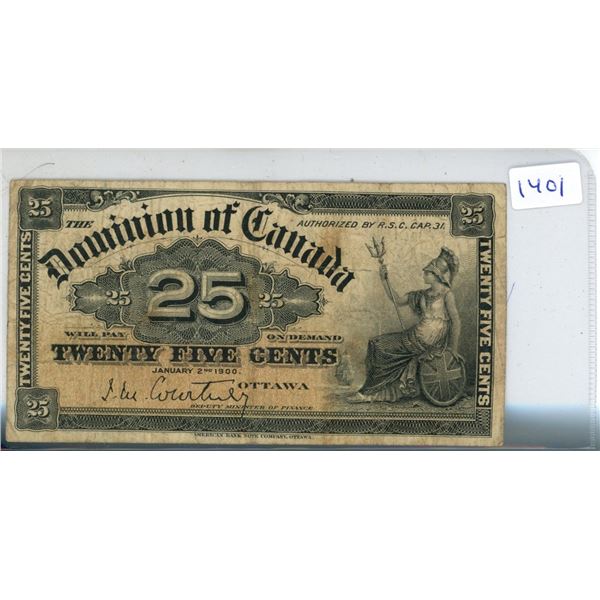 1401
25
25
THE
Dominion of Canada
AUTHORIZED BY R.S.C. CAP. 31.
TWENTY FIVE CENTS
TWENTY FIVE CENTS
25
25
25
WILL PAY
ON DEMAND
TWENTY FIVE CENTS
JANUARY 2ND 1900.
OTTAWA
J.M. Courtney
DEPUTY MINISTER OF FINANCE
25
25
AMERICAN BANK NOTE COMPANY, OTTAWA.